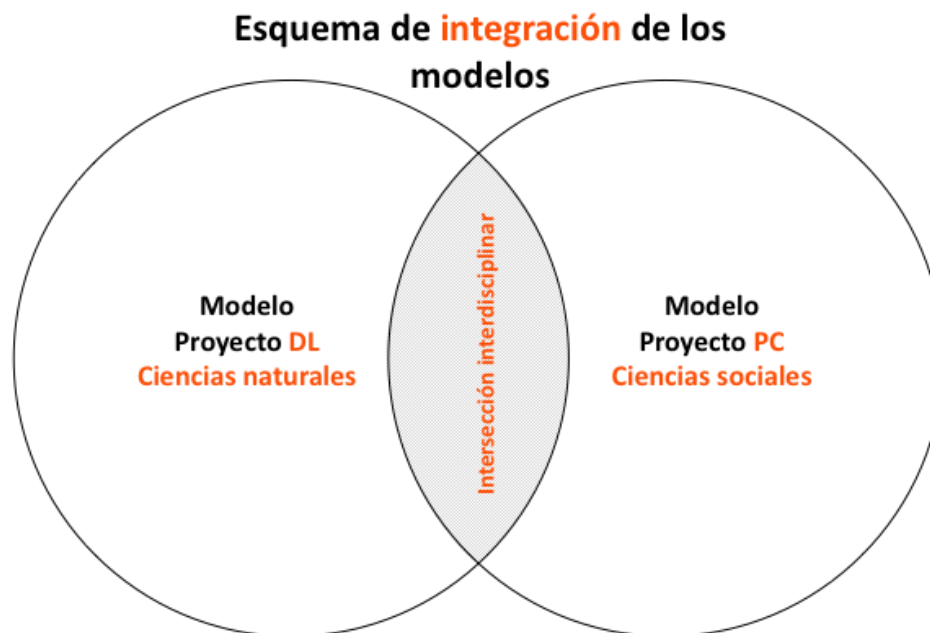 Esquema de integración de los
modelos
Modelo
Proyecto DL
Ciencias naturales
Intersección interdisciplinar
Modelo
Proyecto PC
Ciencias sociales